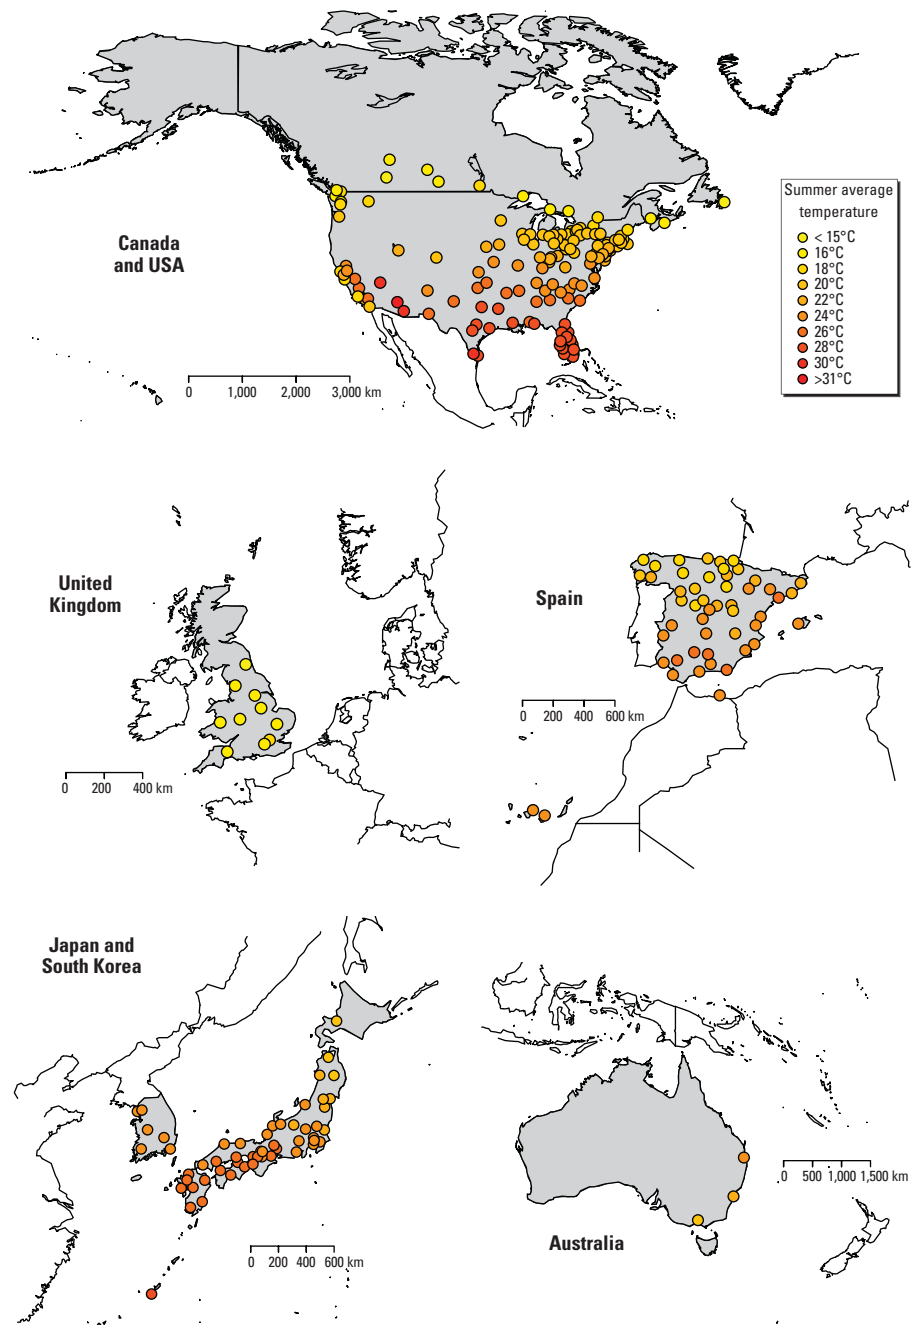 Canada
and USA
0 1,000 2,000 3,000 km
Summer average
temperature
< 15°C
16°C
18°C
20°C
22°C
24°C
26°C
28°C
30°C
>31°C
United
Kingdom
0 200 400 km
Spain
0 200 400 600 km
Japan and
South Korea
0 200 400 600 km
Australia
0 500 1,000 1,500 km